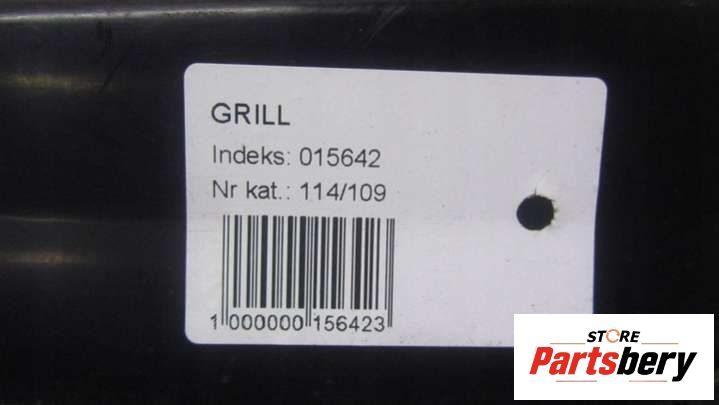 GRILL
Indeks: 015642
Nr kat.: 114/109
1 000000 156423
STORE
Partsbery